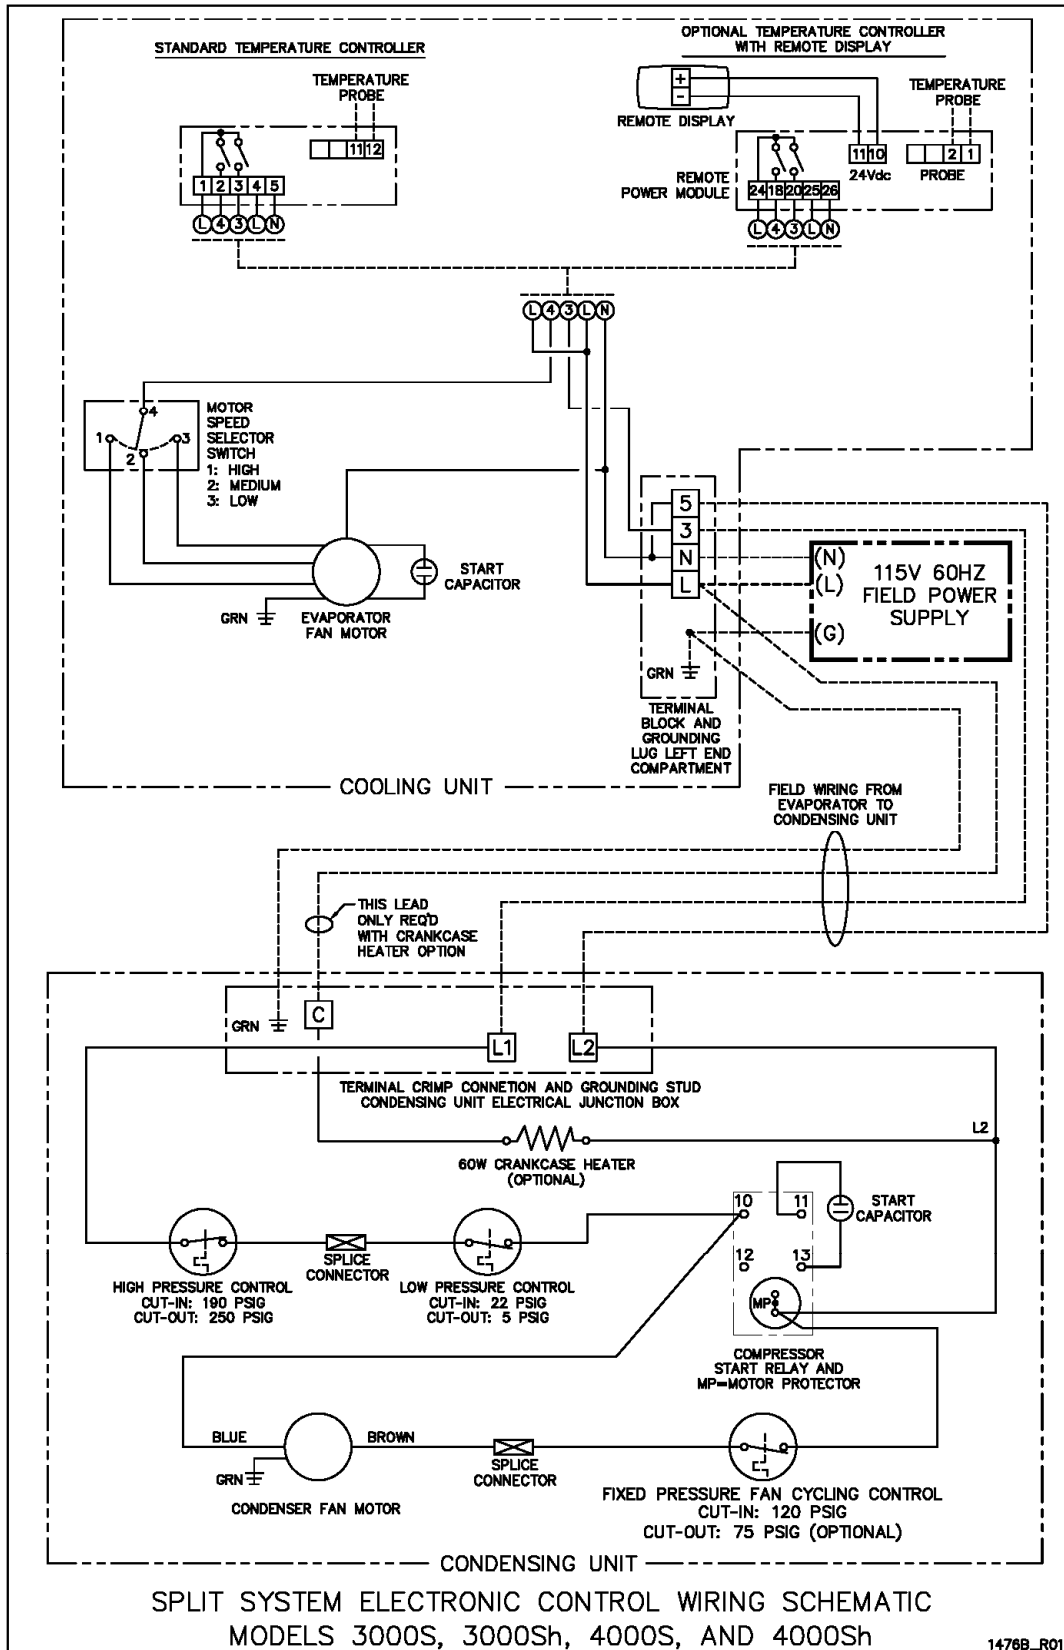 STANDARD TEMPERATURE CONTROLLER
TEMPERATURE
PROBE
11 12
1 2 3 4 5
L 4 3 L N
OPTIONAL TEMPERATURE CONTROLLER
WITH REMOTE DISPLAY
+
-
REMOTE DISPLAY
TEMPERATURE
PROBE
REMOTE
POWER MODULE
11 10
24Vdc
2 1
PROBE
24 18 20 25 26
L 4 3 L N
L 4 3 L N
4
1
2
3
MOTOR
SPEED
SELECTOR
SWITCH
1: HIGH
2: MEDIUM
3: LOW
START
CAPACITOR
GRN
EVAPORATOR
FAN MOTOR
5
3
N
L
GRN
TERMINAL
BLOCK AND
GROUNDING
LUG LEFT END
COMPARTMENT
(N)
(L)
(G)
115V 60HZ
FIELD POWER
SUPPLY
COOLING UNIT
FIELD WIRING FROM
EVAPORATOR TO
CONDENSING UNIT
THIS LEAD
ONLY REQ'D
WITH CRANKCASE
HEATER OPTION
GRN
C
L1
L2
TERMINAL CRIMP CONNETION AND GROUNDING STUD
CONDENSING UNIT ELECTRICAL JUNCTION BOX
L2
60W CRANKCASE HEATER
(OPTIONAL)
10
11
12
13
MP
START
CAPACITOR
SPLICE
CONNECTOR
HIGH PRESSURE CONTROL
CUT-IN: 190 PSIG
CUT-OUT: 250 PSIG
LOW PRESSURE CONTROL
CUT-IN: 22 PSIG
CUT-OUT: 5 PSIG
COMPRESSOR
START RELAY AND
MP=MOTOR PROTECTOR
BLUE
BROWN
GRN
CONDENSER FAN MOTOR
SPLICE
CONNECTOR
FIXED PRESSURE FAN CYCLING CONTROL
CUT-IN: 120 PSIG
CUT-OUT: 75 PSIG (OPTIONAL)
CONDENSING UNIT
SPLIT SYSTEM ELECTRONIC CONTROL WIRING SCHEMATIC
MODELS 3000S, 3000Sh, 4000S, AND 4000Sh
1476B_R01